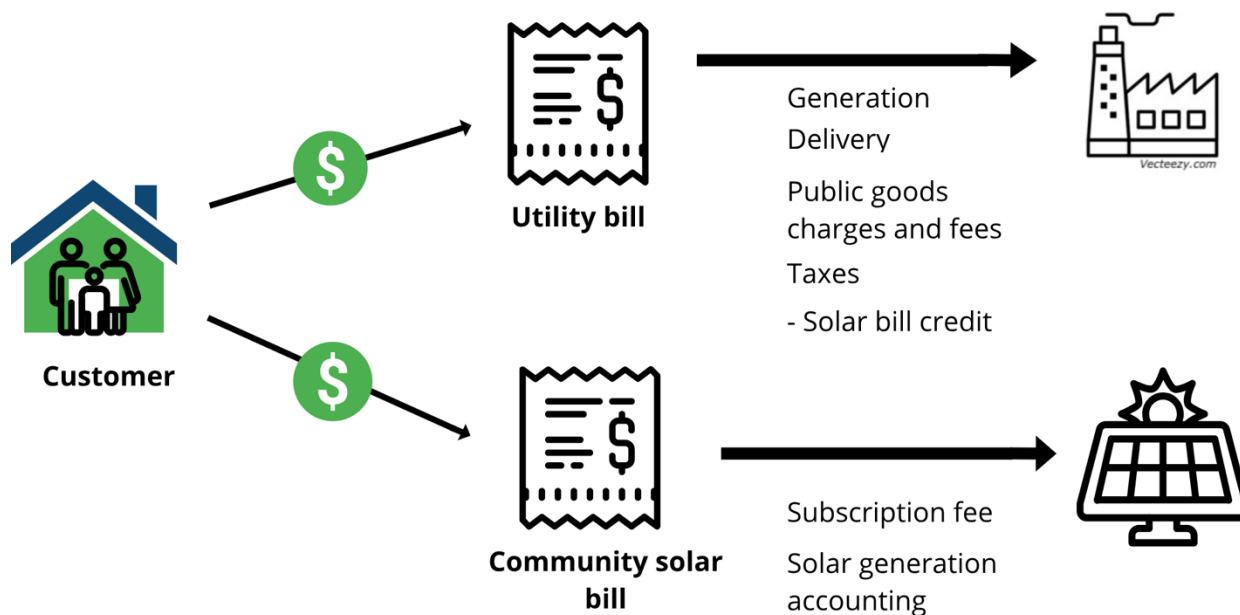 $
$
Utility bill
Generation
Delivery
Public goods
charges and fees
Taxes
- Solar bill credit
Vecteezy.com
Customer
$
$
Community solar
bill
Subscription fee
Solar generation
accounting